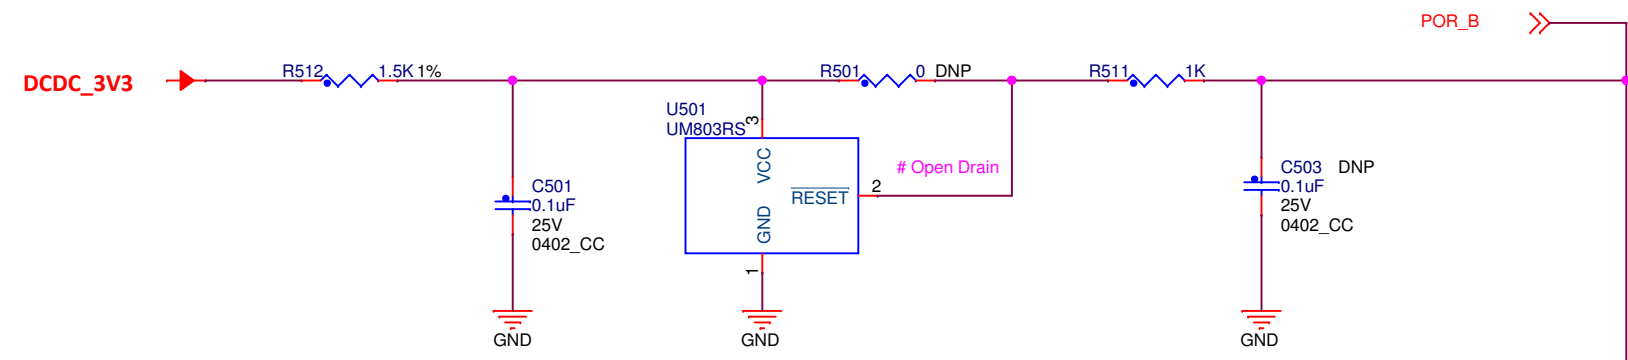 POR_B
DCDC_3V3
R512 1.5K 1%
R501 0 DNP
R511 1K
U501
UM803RS
3
VCC
# Open Drain
RESET
2
GND
1
C501
0.1uF
25V
0402_CC
C503 DNP
0.1uF
25V
0402_CC
GND
GND
GND